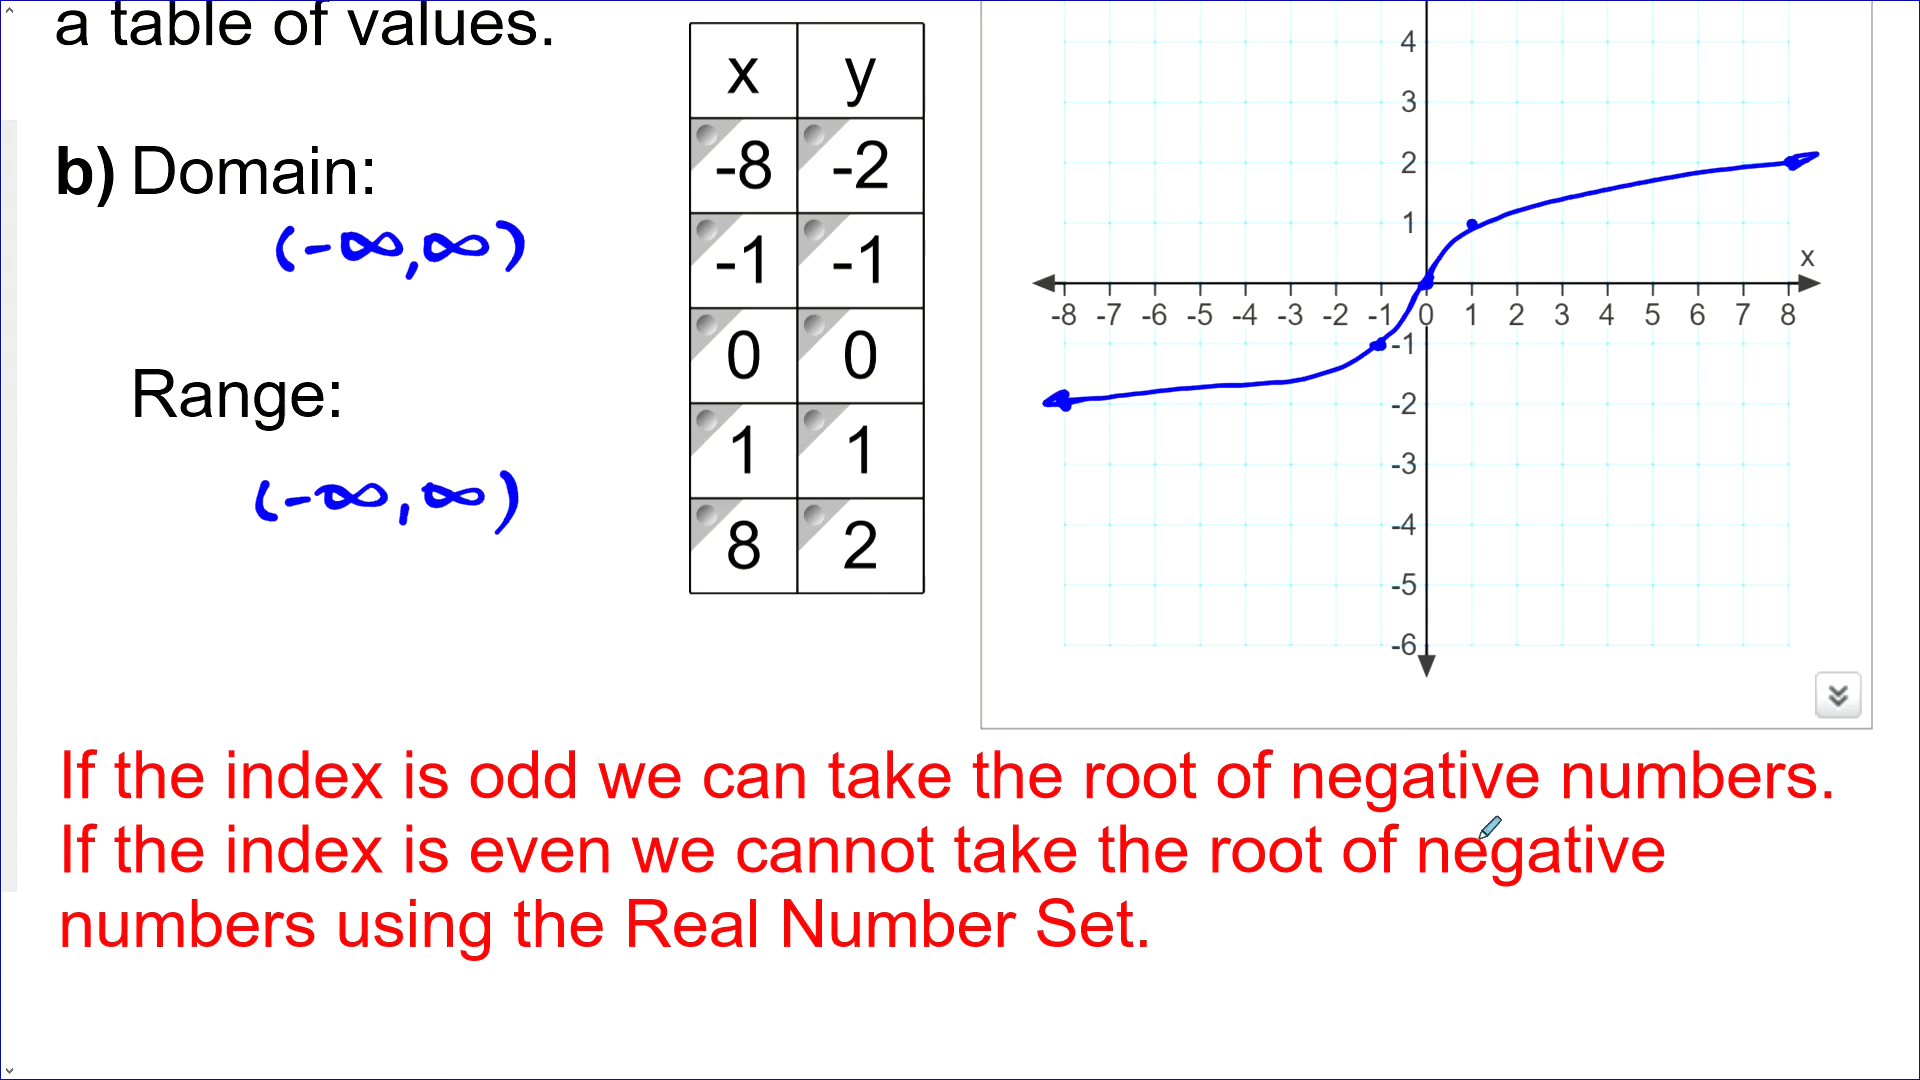 a table of values.
b) Domain:
(-∞,∞)
Range:
(-∞,∞)
x y
-8 -2
-1 -1
0 0
1 1
8 2
4
3
2
1
x
-8 -7 -6 -5 -4 -3 -2 -1 0 1 2 3 4 5 6 7 8
-1
-2
-3
-4
-5
-6
If the index is odd we can take the root of negative numbers.
If the index is even we cannot take the root of negative
numbers using the Real Number Set.